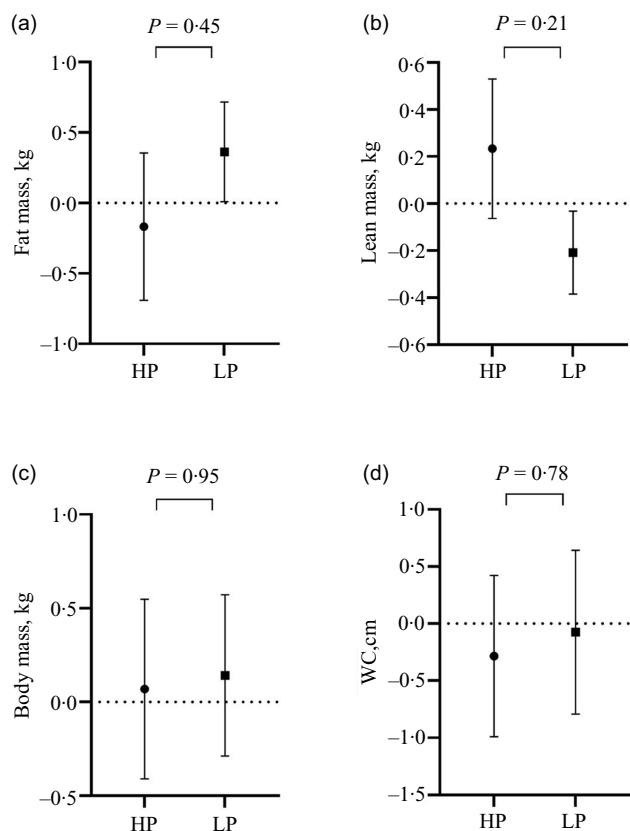 (a)
P = 0·45
1·0
0·5
0·0
–0·5
–1·0
Fat mass, kg
HP
LP
(b)
P = 0·21
0·6
0·4
0·2
0·0
–0·2
–0·4
–0·6
Lean mass, kg
HP
LP
(c)
P = 0·95
1·0
0·5
0·0
–0·5
Body mass, kg
HP
LP
(d)
P = 0·78
1·0
0·5
0·0
–0·5
–1·0
–1·5
WC,cm
HP
LP